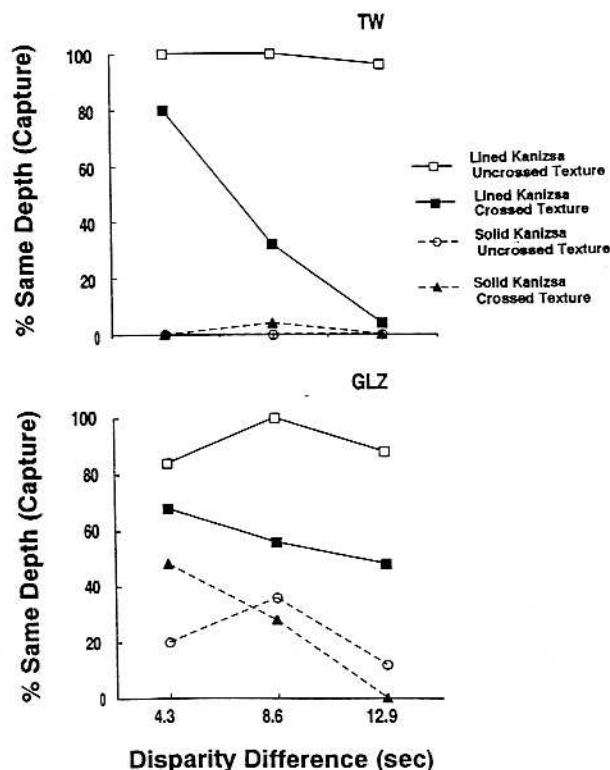 TW
% Same Depth (Capture)
100
80
60
40
20
0
Lined Kanizsa
Uncrossed Texture
Lined Kanizsa
Crossed Texture
Solid Kanizsa
Uncrossed Texture
Solid Kanizsa
Crossed Texture
GLZ
% Same Depth (Capture)
100
80
60
40
20
0
4.3 8.6 12.9
Disparity Difference (sec)